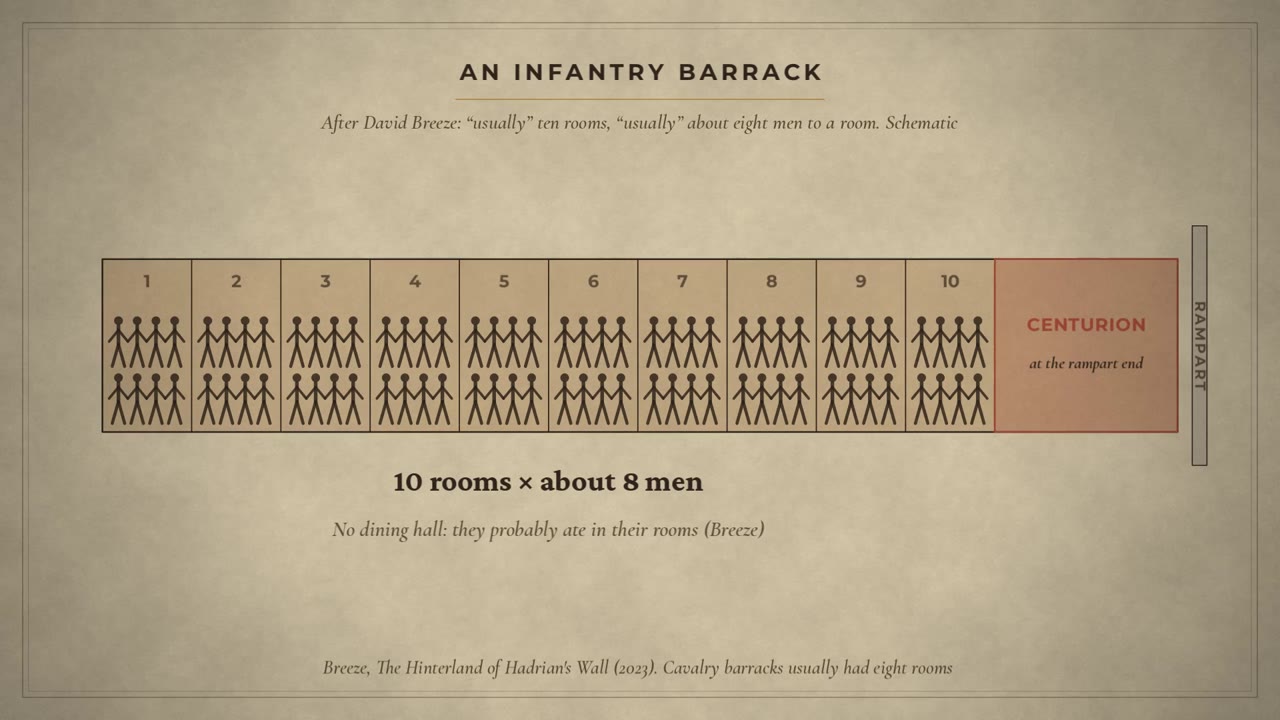 AN INFANTRY BARRACK
After David Breeze: “usually” ten rooms, “usually” about eight men to a room. Schematic
1 2 3 4 5 6 7 8 9 10
CENTURION
at the rampart end
RAMPART
10 rooms × about 8 men
No dining hall: they probably ate in their rooms (Breeze)
Breeze, The Hinterland of Hadrian's Wall (2023). Cavalry barracks usually had eight rooms